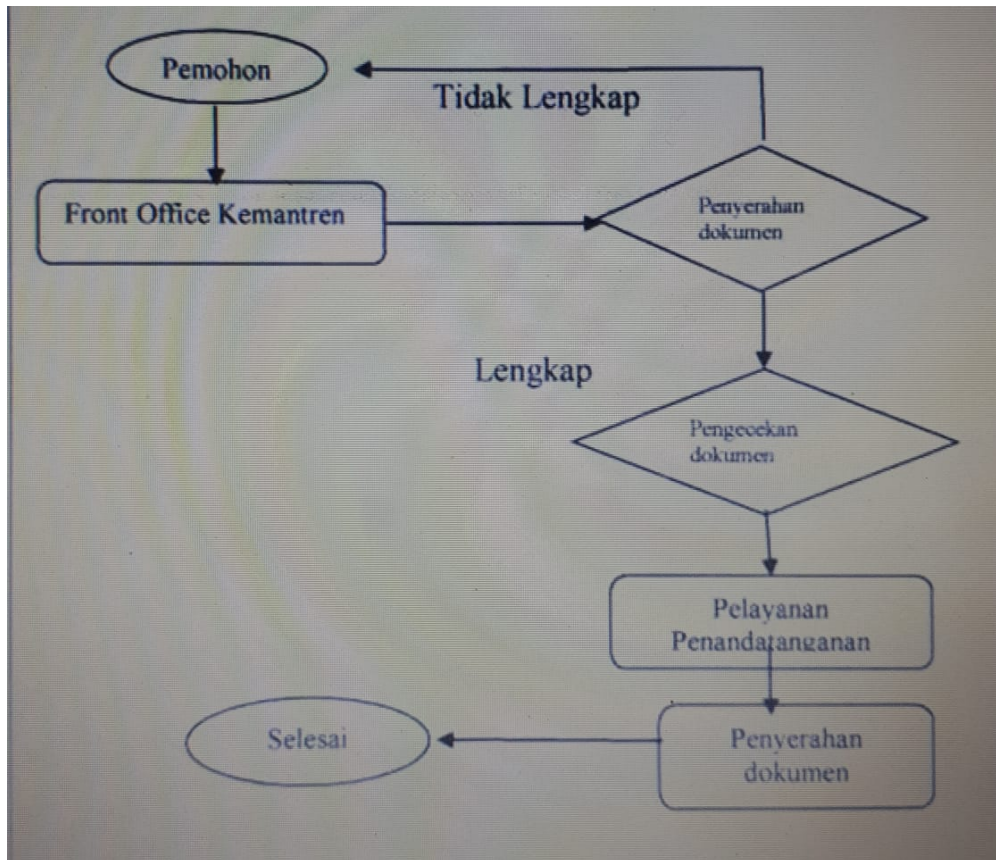 Pemohon
Tidak Lengkap
Front Office Kemantren
Penyerahan
dokumen
Lengkap
Pengecekan
dokumen
Pelayanan
Penandatanganan
Selesai
Penyerahan
dokumen